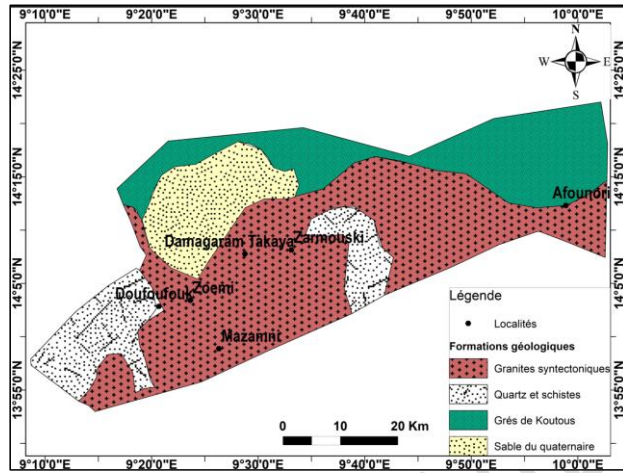 9°10'0"E 9°20'0"E 9°30'0"E 9°40'0"E 9°50'0"E 10°00'0"E
N
W E
S
14°25'0"N 14°25'0"N
14°15'0"N 14°15'0"N
Afounori
Damagaram Takaya Zarmouski
14°5'0"N 14°5'0"N
Doufoufouk Zoemi
Mazamni
13°55'0"N 13°55'0"N
Légende
Localités
Formations géologiques
Granites syntectoniques
Quartz et schistes
Grés de Koutous
Sable du quaternaire
0 10 20 Km
9°10'0"E 9°20'0"E 9°30'0"E 9°40'0"E 9°50'0"E 10°00'0"E